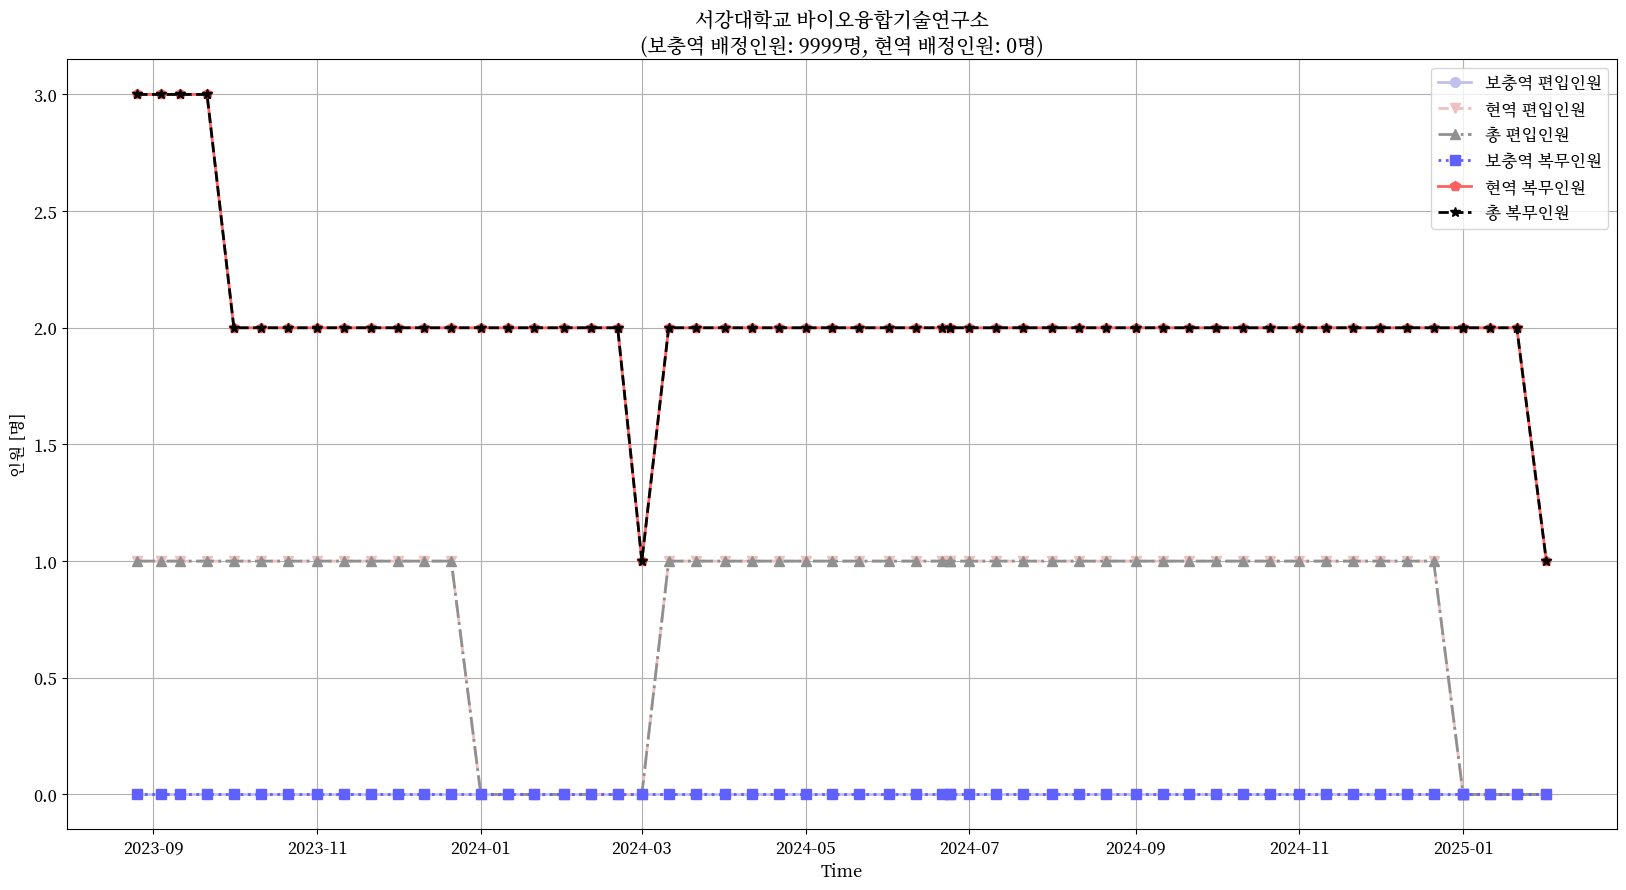 서강대학교 바이오융합기술연구소
(보충역 배정인원: 9999명, 현역 배정인원: 0명)
보충역 편입인원
현역 편입인원
총 편입인원
보충역 복무인원
현역 복무인원
총 복무인원
인원 [명]
3.0
2.5
2.0
1.5
1.0
0.5
0.0
2023-09
2023-11
2024-01
2024-03
2024-05
2024-07
2024-09
2024-11
2025-01
Time